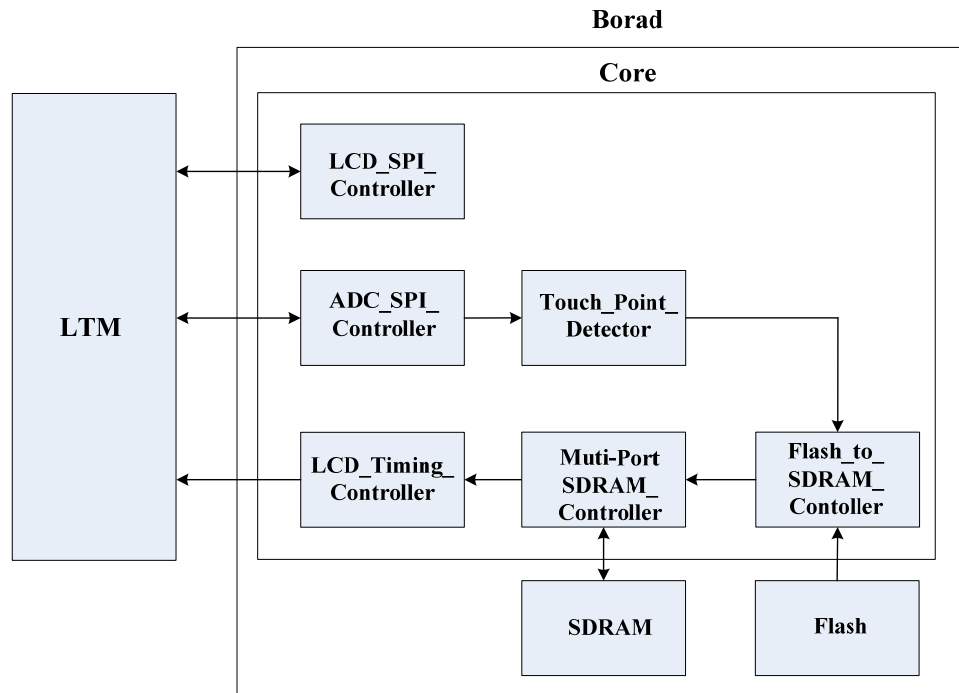 Borad
Core
LCD_SPI_
Controller
LTM
ADC_SPI_
Controller
Touch_Point_
Detector
LCD_Timing_
Controller
Muti-Port
SDRAM_
Controller
Flash_to_
SDRAM_
Contoller
SDRAM
Flash